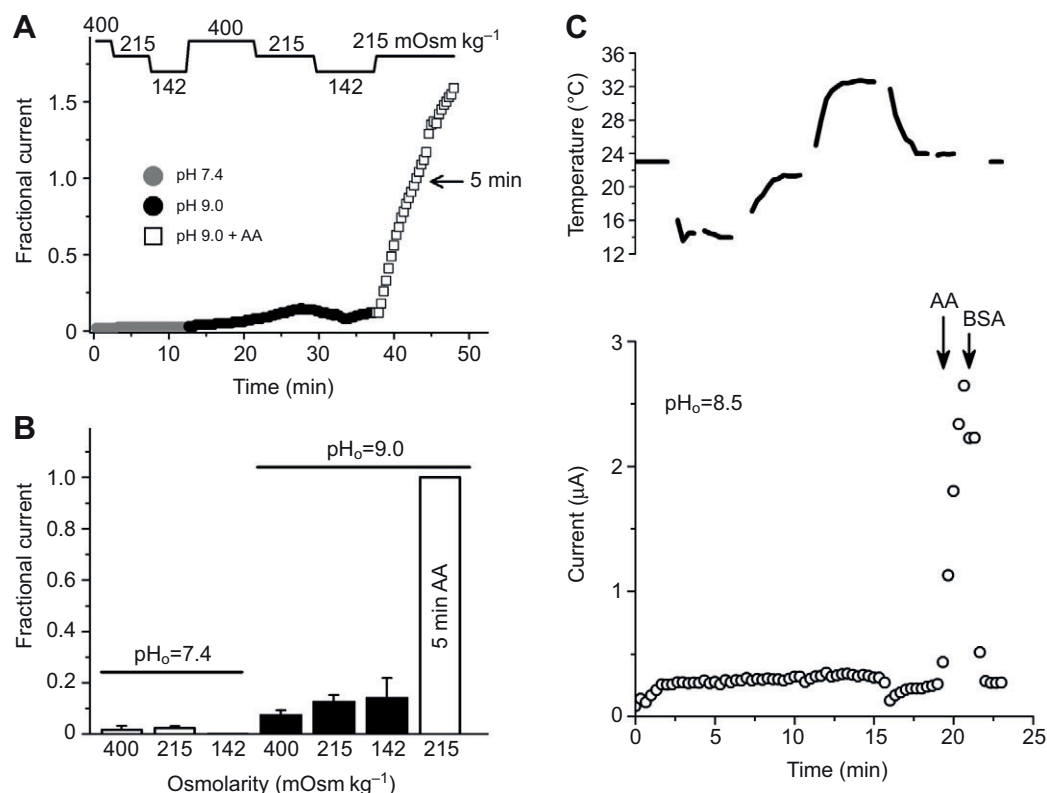 A
400
215
142
400
215
142
215 mOsm kg⁻¹
Fractional current
1.5
1.0
0.5
0
pH 7.4
pH 9.0
pH 9.0 + AA
5 min
0 10 20 30 40 50
Time (min)
B
Fractional current
1.0
0.8
0.6
0.4
0.2
0
pHₒ=7.4
pHₒ=9.0
5 min AA
400 215 142 400 215 142 215
Osmolarity (mOsm kg⁻¹)
C
Temperature (°C)
36
32
28
24
20
16
12
AA
BSA
pHₒ=8.5
Current (μA)
3
2
1
0
0 5 10 15 20 25
Time (min)